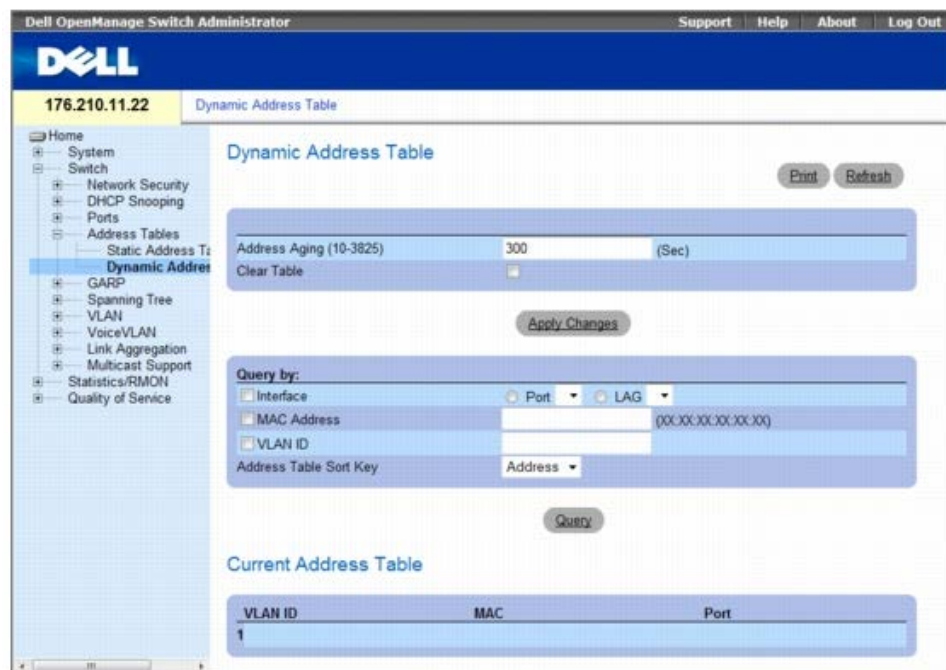 Dell OpenManage Switch Administrator
Support Help About Log Out
DELL
176.210.11.22
Dynamic Address Table
Home
System
Switch
Network Security
DHCP Snooping
Ports
Address Tables
Static Address Ta
Dynamic Addres
GARP
Spanning Tree
VLAN
VoiceVLAN
Link Aggregation
Multicast Support
Statistics/RMON
Quality of Service
Dynamic Address Table
Print Refresh
Address Aging (10-3825) 300 (Sec)
Clear Table
Apply Changes
Query by:
Interface Port LAG
MAC Address (XX:XX:XX:XX:XX:XX)
VLAN ID
Address Table Sort Key Address
Query
Current Address Table
VLAN ID MAC Port
1